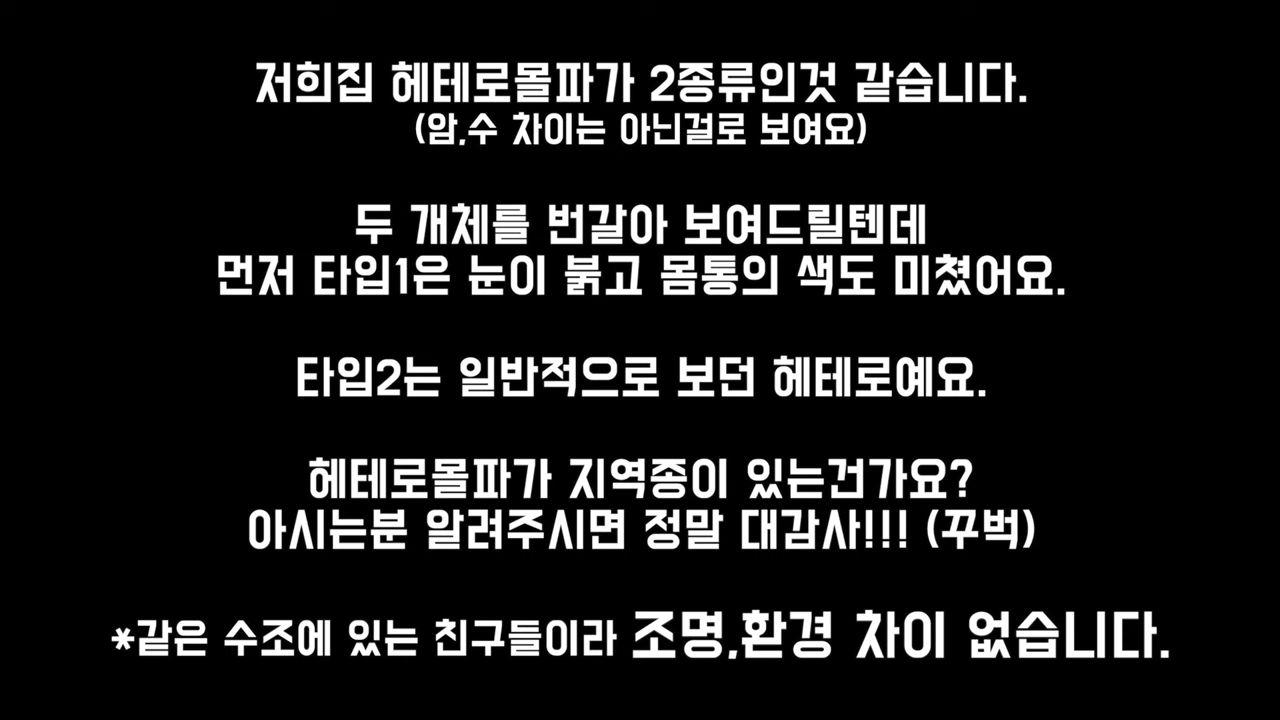 저희집 헤테로몰파가 2종류인것 같습니다.
(암,수 차이는 아닌걸로 보여요)
두 개체를 번갈아 보여드릴텐데
먼저 타입1은 눈이 붉고 몸통의 색도 미쳤어요.
타입2는 일반적으로 보던 헤테로예요.
헤테로몰파가 지역종이 있는건가요?
아시는분 알려주시면 정말 대감사!!! (꾸벅)
*같은 수조에 있는 친구들이라 조명,환경 차이 없습니다.